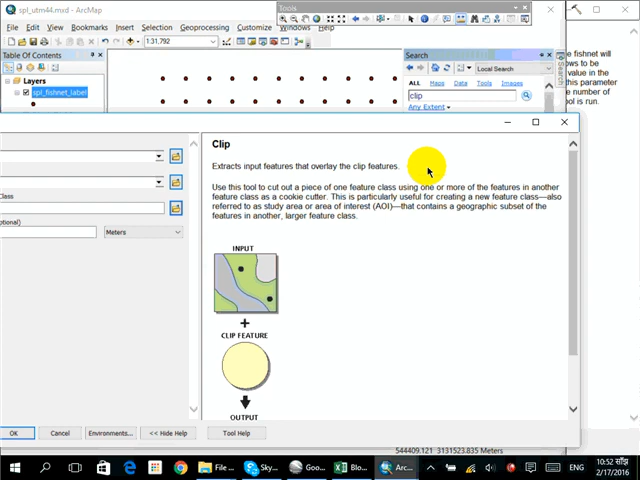 spl_utm44.mxd - ArcMap
Tools
File Edit View Bookmarks Insert Selection Geoprocessing Customize Windows Help
1:31,792
Table Of Contents
Layers
spl_fishnet_label
Search
ALL Maps Data Tools Images
Local Search
clip
Any Extent
Search
e fishnet will
ws to be
value in the
his parameter
e number of
ool is run.
Clip
Extracts input features that overlay the clip features.
Use this tool to cut out a piece of one feature class using one or more of the features in another
feature class as a cookie cutter. This is particularly useful for creating a new feature class—also
referred to as study area or area of interest (AOI)—that contains a geographic subset of the
features in another, larger feature class.
Class
ptional)
Meters
INPUT
CLIP FEATURE
OUTPUT
OK Cancel Environments... << Hide Help Tool Help
544409.121 3131523.835 Meters
File ... Sky... Goo... Blo... Arc... ENG
10:52 साँझ
2/17/2016